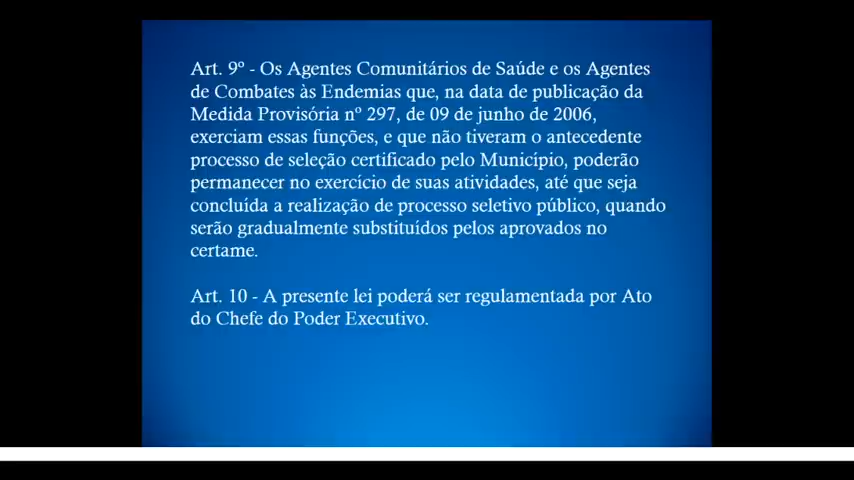 Art. 9º - Os Agentes Comunitários de Saúde e os Agentes
de Combates às Endemias que, na data de publicação da
Medida Provisória nº 297, de 09 de junho de 2006,
exerciam essas funções, e que não tiveram o antecedente
processo de seleção certificado pelo Município, poderão
permanecer no exercício de suas atividades, até que seja
concluída a realização de processo seletivo público, quando
serão gradualmente substituídos pelos aprovados no
certame.
Art. 10 - A presente lei poderá ser regulamentada por Ato
do Chefe do Poder Executivo.